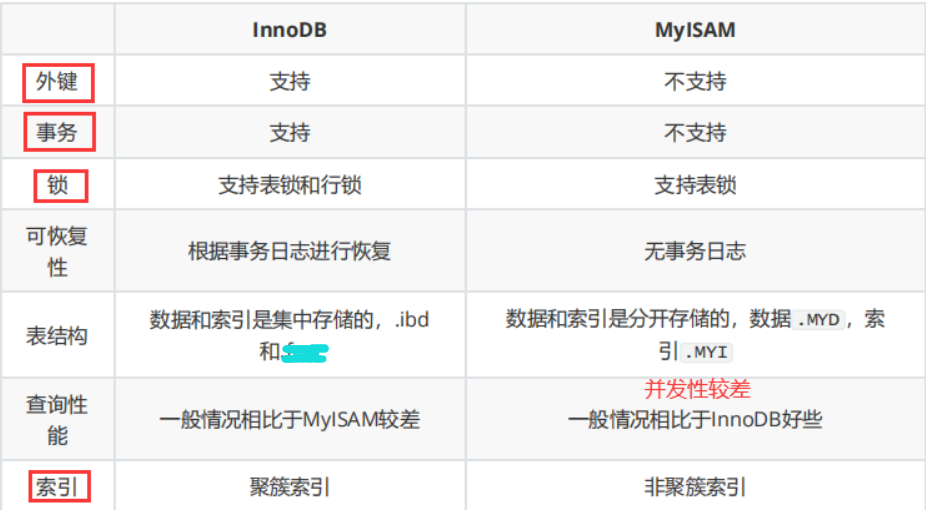 InnoDB MyISAM
外键 支持 不支持
事务 支持 不支持
锁 支持表锁和行锁 支持表锁
可恢复
性
根据事务日志进行恢复 无事务日志
表结构
数据和索引是集中存储的，.ibd
和
数据和索引是分开存储的，数据 .MYD ，索
引 .MYI
查询性
能
一般情况相比于MyISAM较差
并发性较差
一般情况相比于InnoDB好些
索引 聚簇索引 非聚簇索引